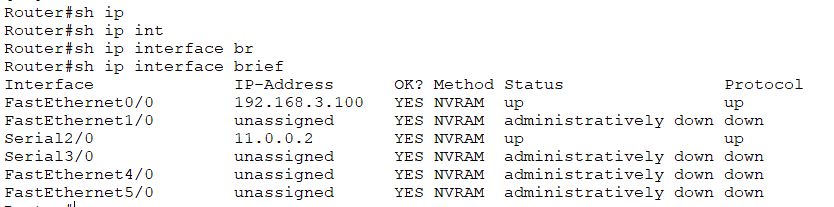 Router#sh ip
Router#sh ip int
Router#sh ip interface br
Router#sh ip interface brief
Interface IP-Address OK? Method Status Protocol
FastEthernet0/0 192.168.3.100 YES NVRAM up up
FastEthernet1/0 unassigned YES NVRAM administratively down down
Serial2/0 11.0.0.2 YES NVRAM up up
Serial3/0 unassigned YES NVRAM administratively down down
FastEthernet4/0 unassigned YES NVRAM administratively down down
FastEthernet5/0 unassigned YES NVRAM administratively down down